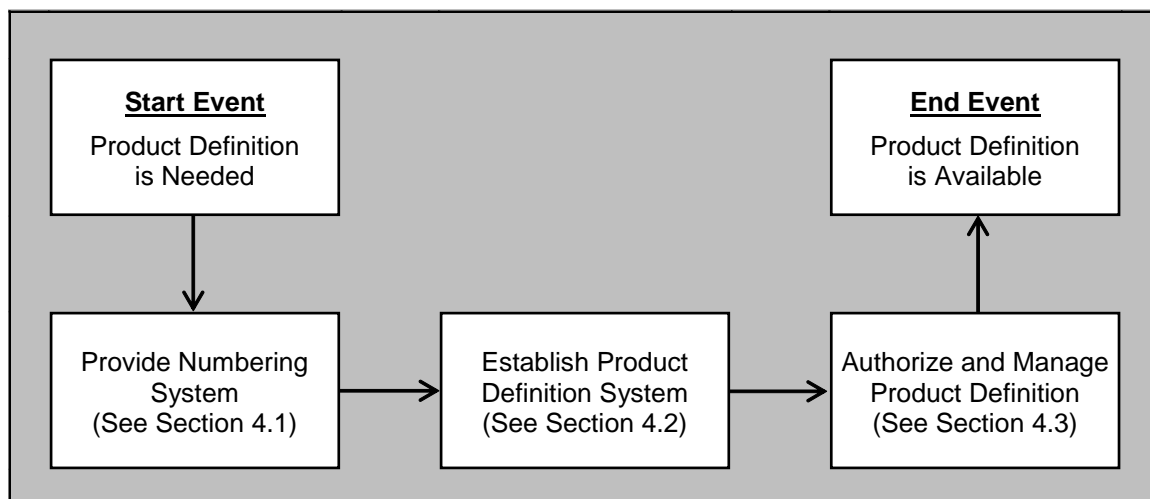 Start Event
Product Definition
is Needed
End Event
Product Definition
is Available
Provide Numbering
System
(See Section 4.1)
Establish Product
Definition System
(See Section 4.2)
Authorize and Manage
Product Definition
(See Section 4.3)